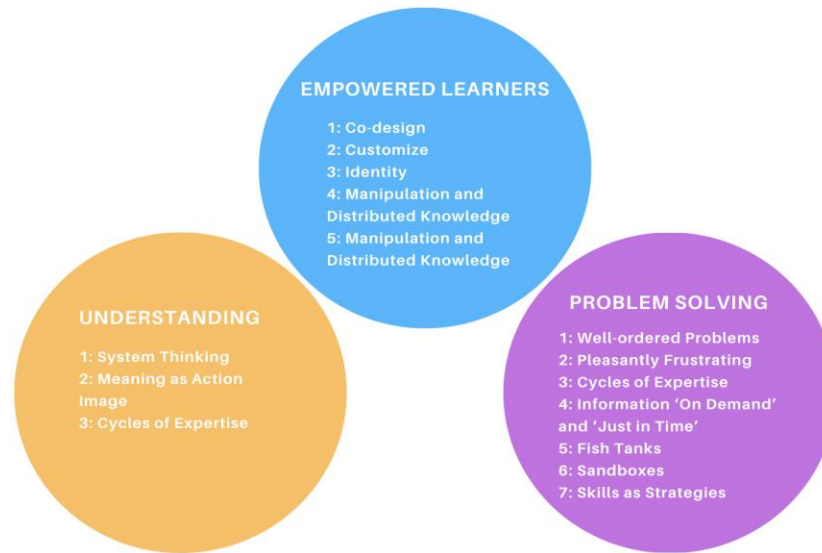 EMPOWERED LEARNERS
1: Co-design
2: Customize
3: Identity
4: Manipulation and
Distributed Knowledge
5: Manipulation and
Distributed Knowledge
UNDERSTANDING
1: System Thinking
2: Meaning as Action
Image
3: Cycles of Expertise
PROBLEM SOLVING
1: Well-ordered Problems
2: Pleasantly Frustrating
3: Cycles of Expertise
4: Information ‘On Demand’
and ‘Just in Time’
5: Fish Tanks
6: Sandboxes
7: Skills as Strategies